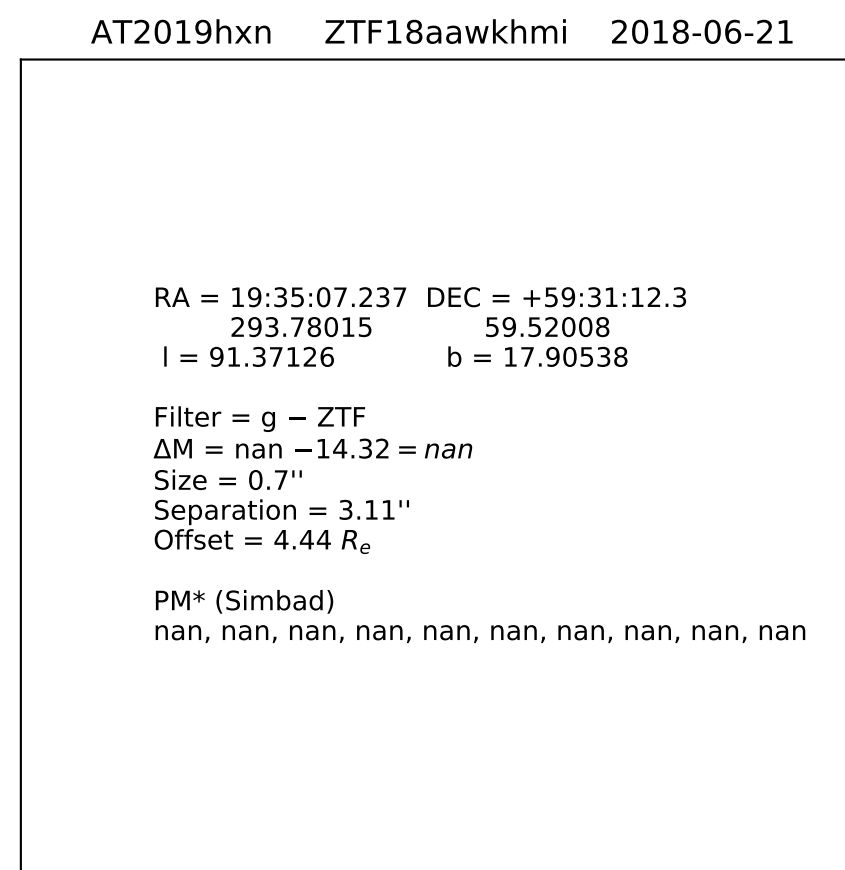 AT2019hxn ZTF18aawkhmi 2018-06-21
RA = 19:35:07.237 DEC = +59:31:12.3
293.78015 59.52008
l = 91.37126 b = 17.90538
Filter = g − ZTF
ΔM = nan −14.32 = nan
Size = 0.7''
Separation = 3.11''
Offset = 4.44 Re
PM* (Simbad)
nan, nan, nan, nan, nan, nan, nan, nan, nan, nan